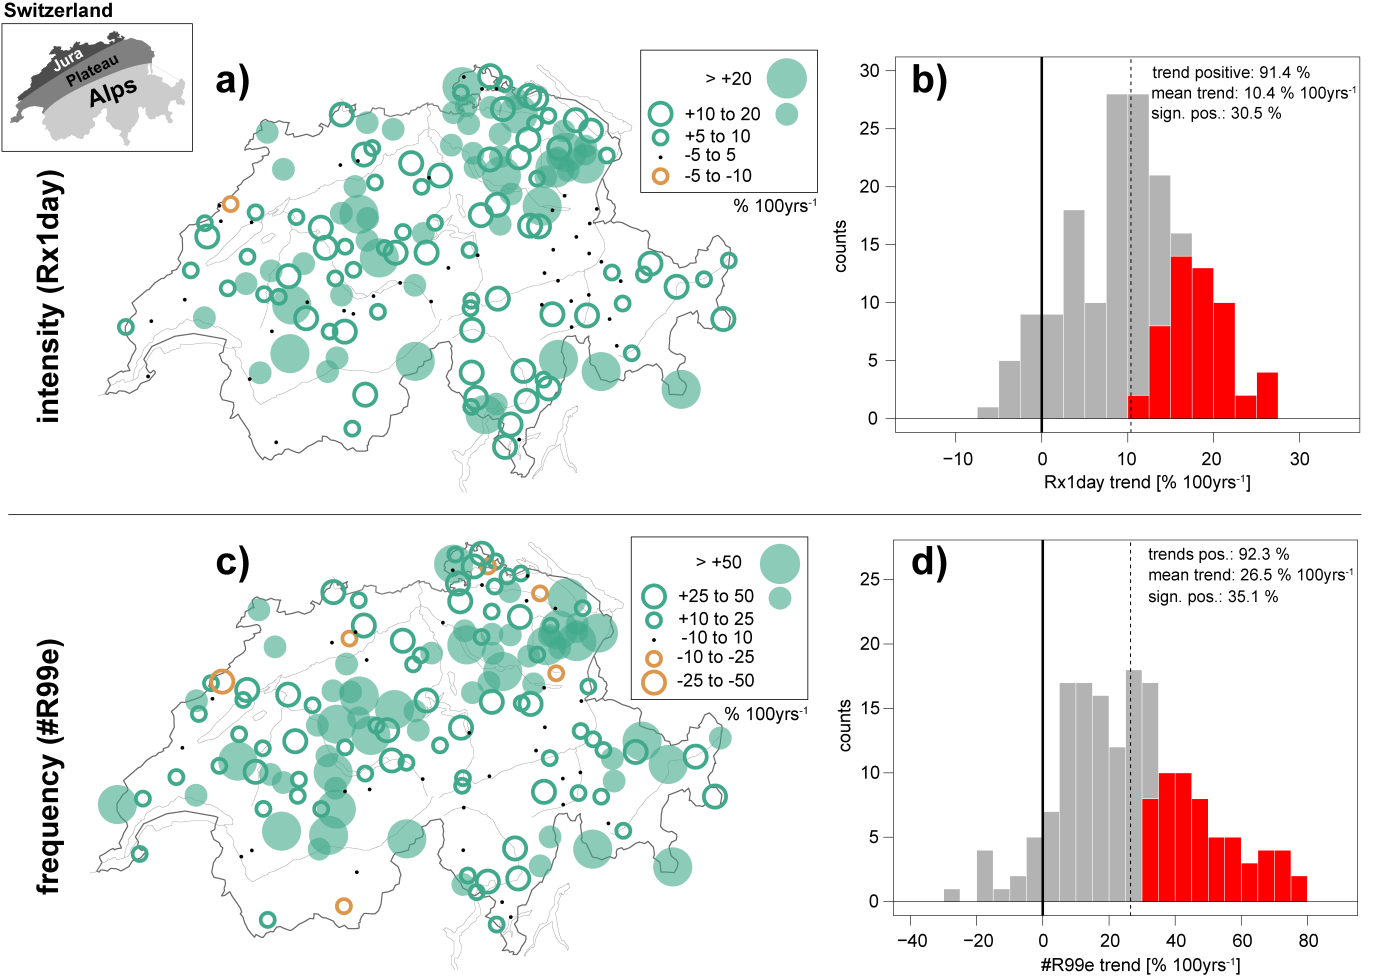 Switzerland
Jura
Plateau
Alps
a)
> +20
+10 to 20
+5 to 10
-5 to 5
-5 to -10
% 100yrs-1
intensity (Rx1day)
b)
trend positive: 91.4 %
mean trend: 10.4 % 100yrs-1
sign. pos.: 30.5 %
counts
30
25
20
15
10
5
0
−10 0 10 20 30
Rx1day trend [% 100yrs-1]
c)
> +50
+25 to 50
+10 to 25
-10 to 10
-10 to -25
-25 to -50
% 100yrs-1
frequency (#R99e)
d)
trends pos.: 92.3 %
mean trend: 26.5 % 100yrs-1
sign. pos.: 35.1 %
counts
25
20
15
10
5
0
−40 −20 0 20 40 60 80
#R99e trend [% 100yrs-1]